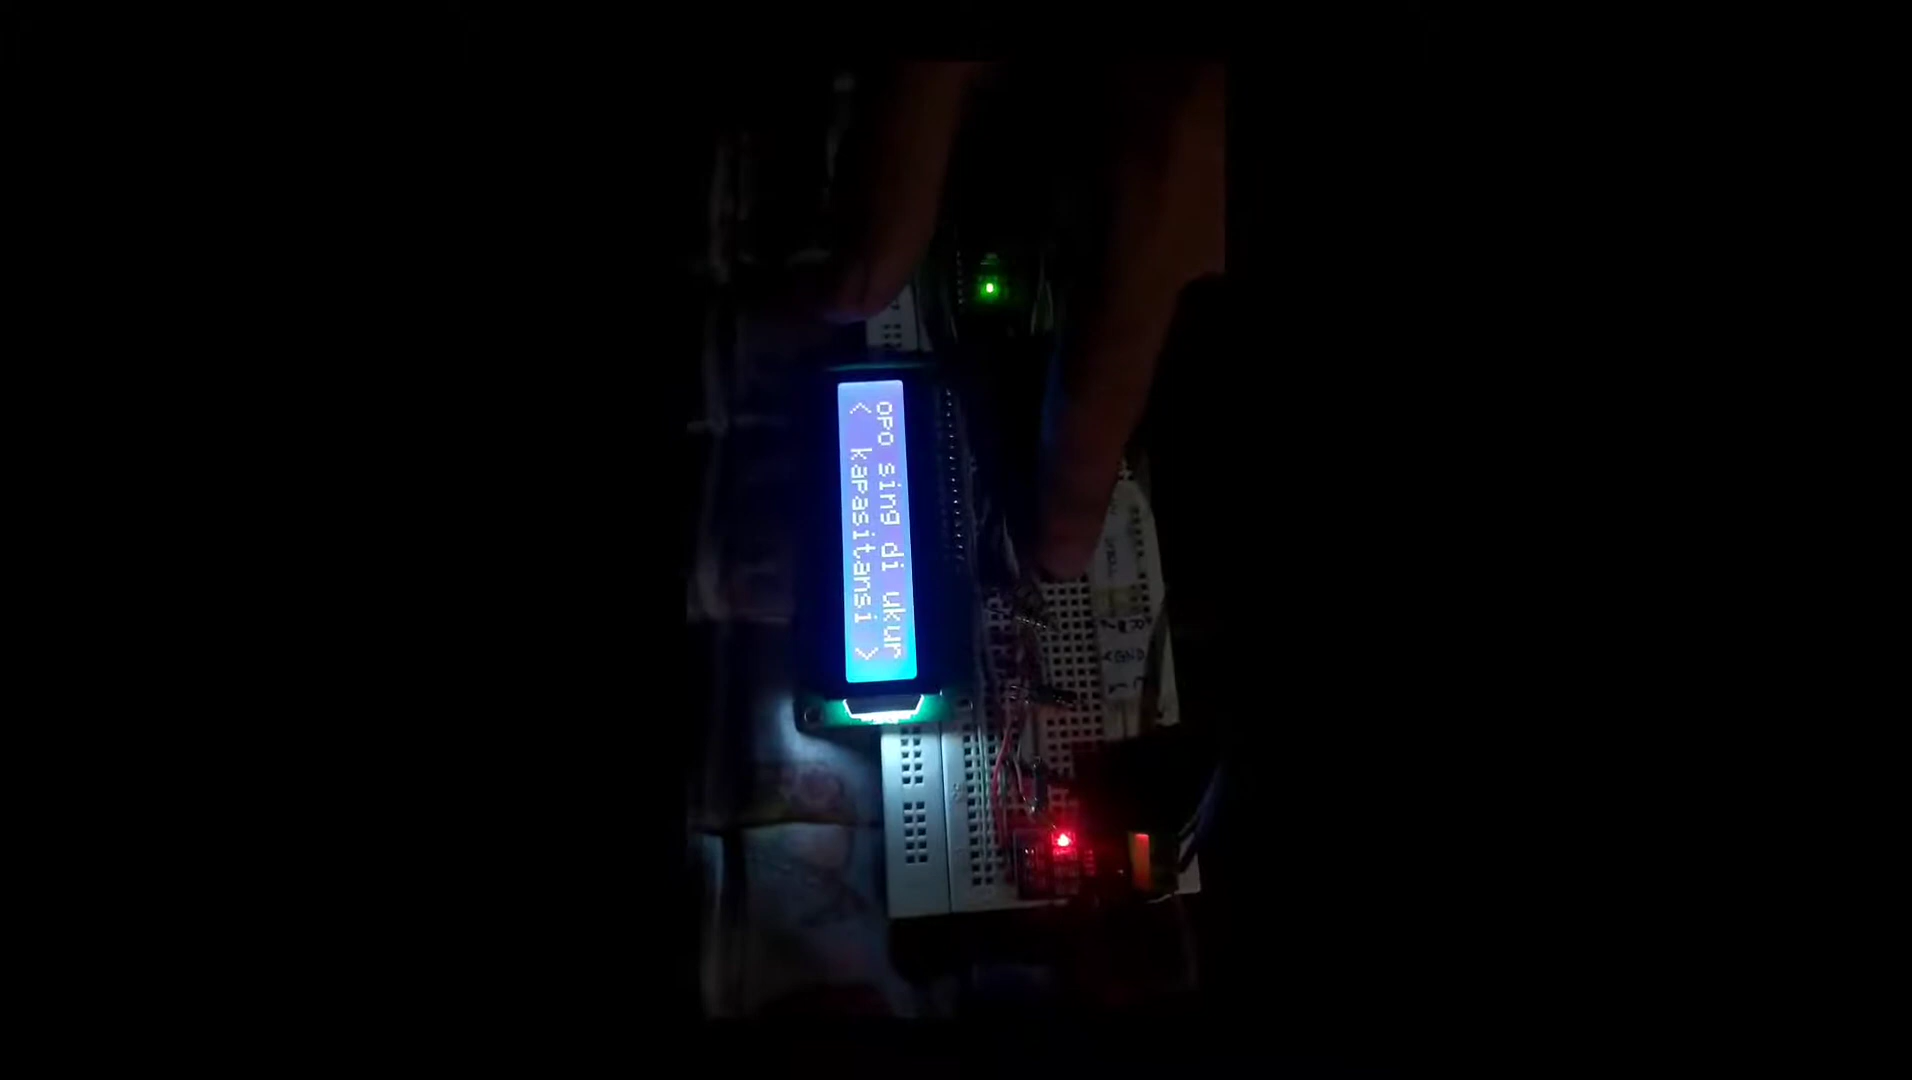 opo sing di ukur
< kapasitansi >